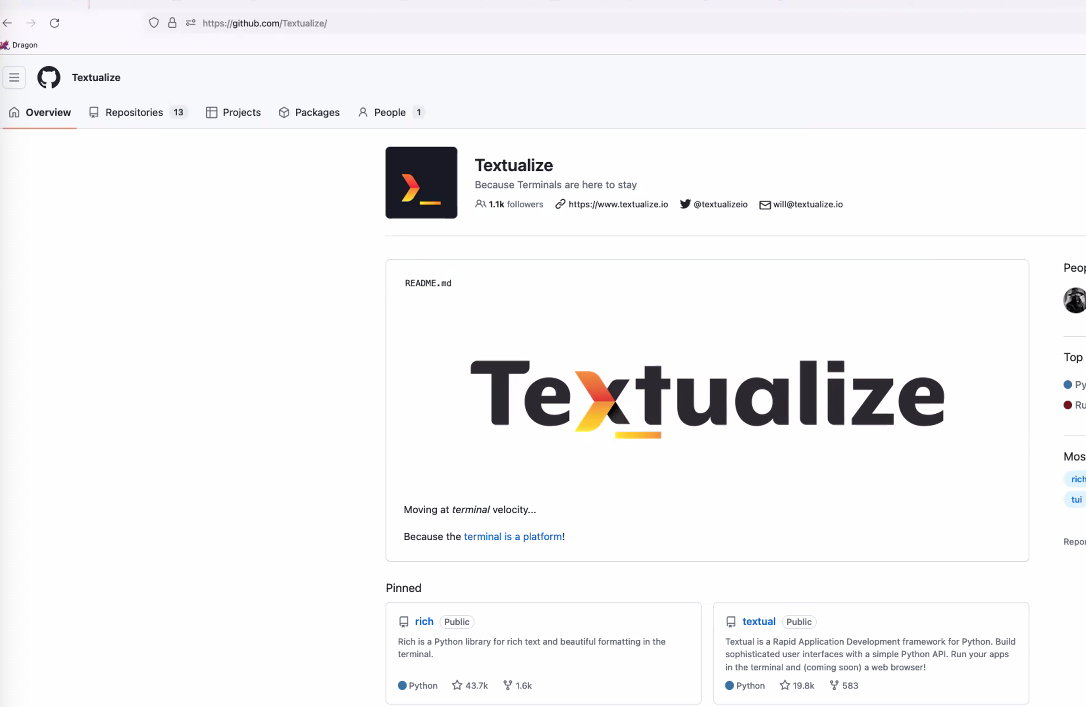 https://github.com/Textualize/
Dragon
Textualize
Overview Repositories 13 Projects Packages People 1
Textualize
Because Terminals are here to stay
1.1k followers https://www.textualize.io @textualizeio will@textualize.io
README.md
Peop
Textualize
Top
Py
Ru
Mos
rich
tui
Moving at terminal velocity...
Because the terminal is a platform!
Repor
Pinned
rich Public
Rich is a Python library for rich text and beautiful formatting in the
terminal.
Python 43.7k 1.6k
textual Public
Textual is a Rapid Application Development framework for Python. Build
sophisticated user interfaces with a simple Python API. Run your apps
in the terminal and (coming soon) a web browser!
Python 19.8k 583